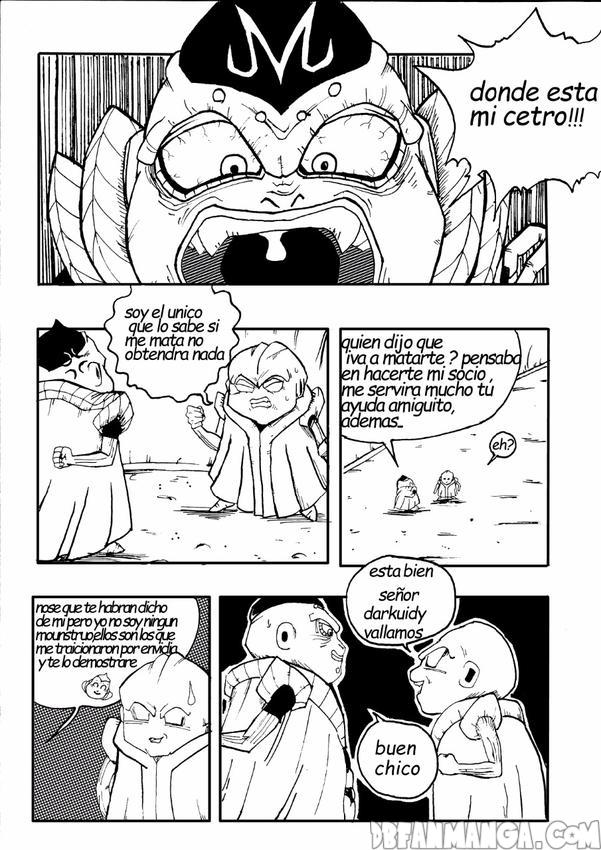 donde esta
mi cetro!!!
soy el unico
que lo sabe si
me mata no
obtendra nada
quien dijo que
iva a matarte ? pensaba
en hacerte mi socio ,
me servira mucho tu
ayuda amiguito,
ademas..
eh?
nose que te habran dicho
de mi pero yo no soy ningun
mounstruo,ellos son los que
me traicionaron por envidia
y te lo demostrare
esta bien
señor
darkuidy
vallamos
buen
chico
DBFANMANGA.COM